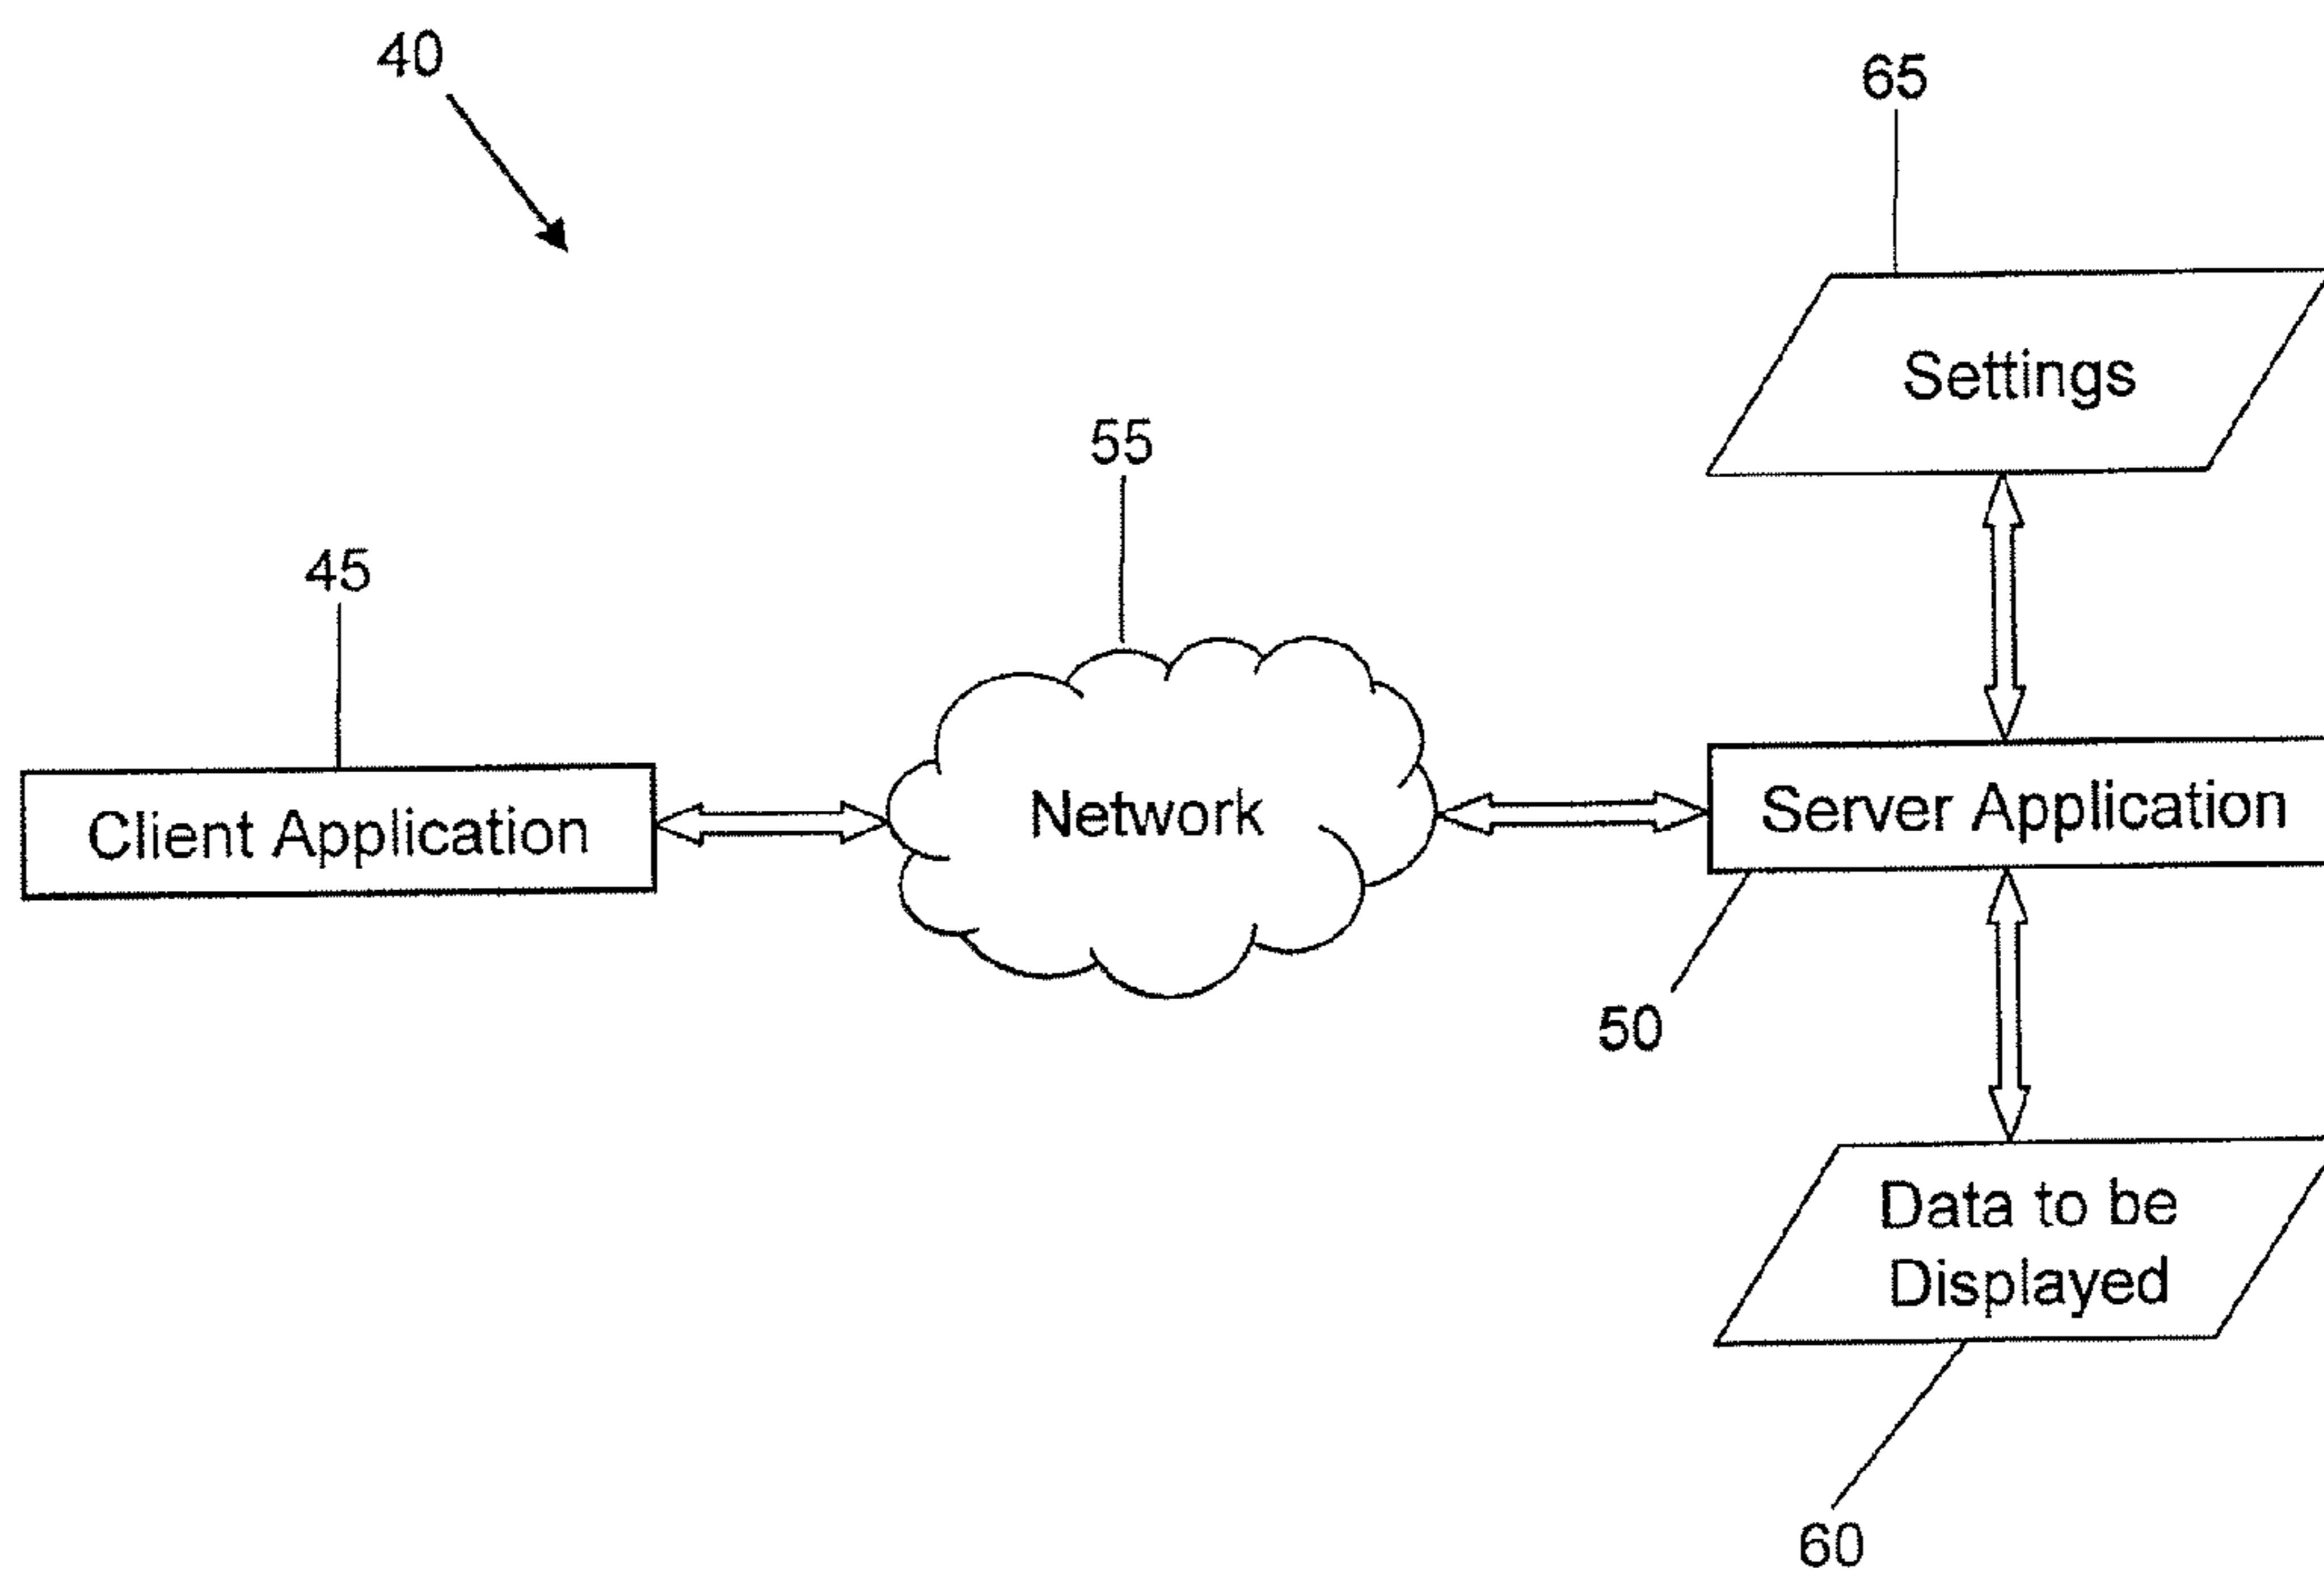 40
65
Settings
55
45
Client Application
Network
Server Application
50
Data to be
Displayed
60